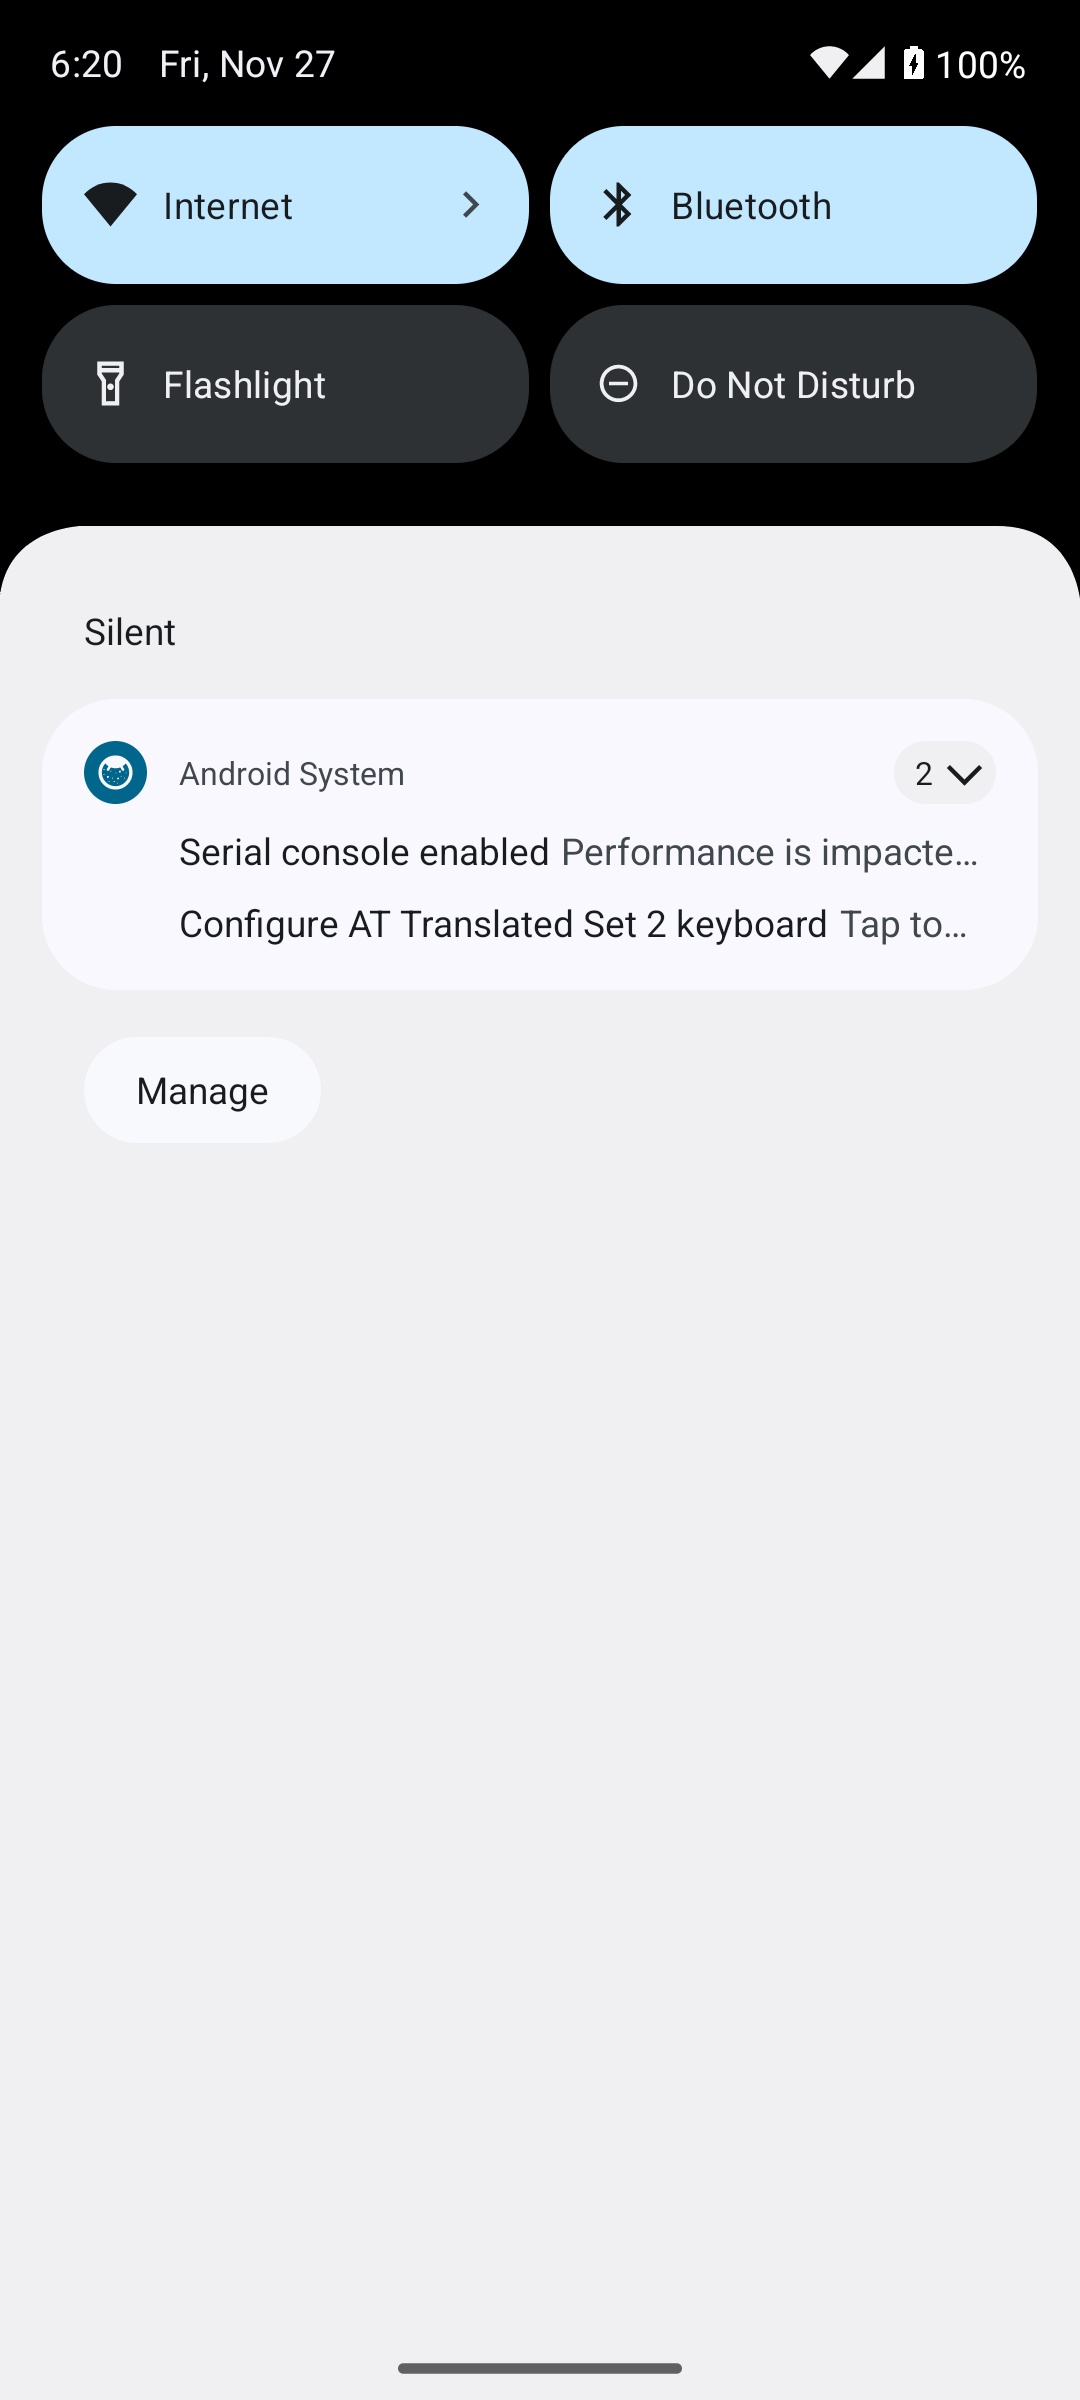 6:20 Fri, Nov 27 100%
Internet Bluetooth
Flashlight Do Not Disturb
Silent
Android System 2
Serial console enabled Performance is impacte…
Configure AT Translated Set 2 keyboard Tap to…
Manage